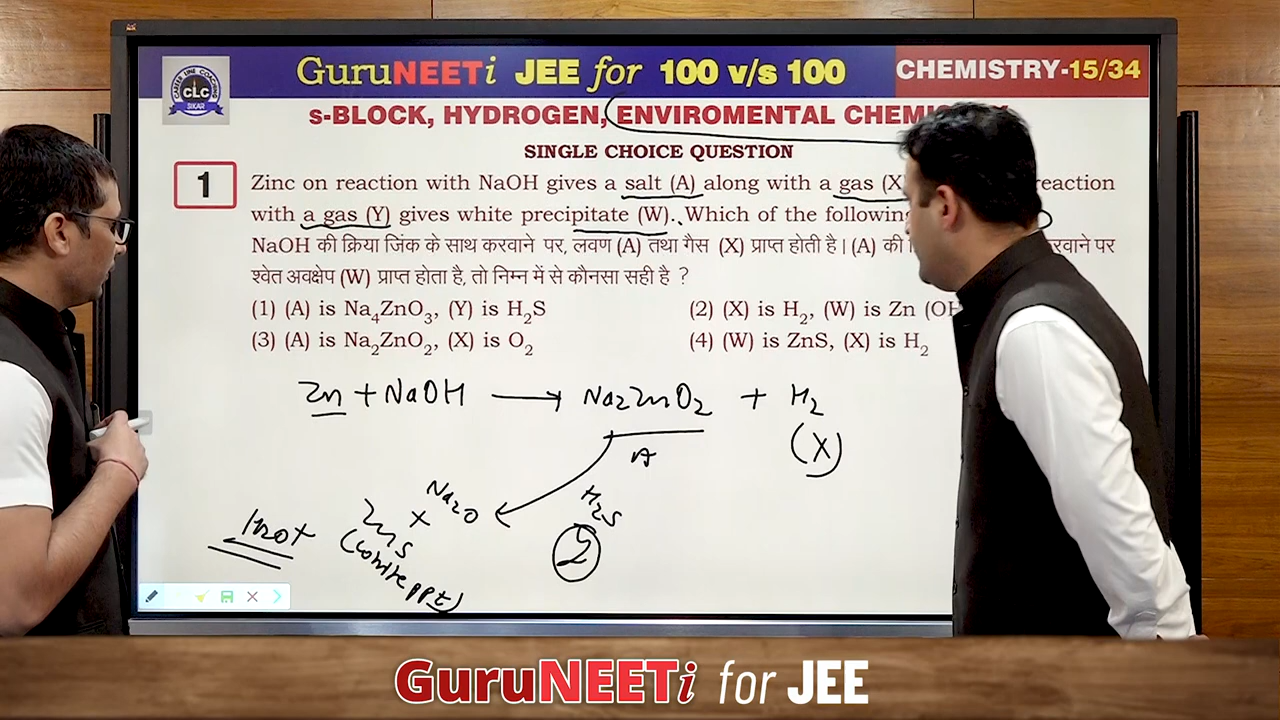 GuruNEETi JEE for 100 v/s 100
CHEMISTRY-15/34
CAREER LINE COACHING
CLC
SIKAR
s-BLOCK, HYDROGEN, ENVIROMENTAL CHEM
SINGLE CHOICE QUESTION
1
Zinc on reaction with NaOH gives a salt (A) along with a gas (X reaction
with a gas (Y) gives white precipitate (W). Which of the following
NaOH की क्रिया जिंक के साथ करवाने पर, लवण (A) तथा गैस (X) प्राप्त होती है। (A) की करवाने पर
श्वेत अवक्षेप (W) प्राप्त होता है, तो निम्न में से कौनसा सही है ?
(1) (A) is Na₄ZnO₃, (Y) is H₂S
(2) (X) is H₂, (W) is Zn (OH
(3) (A) is Na₂ZnO₂, (X) is O₂
(4) (W) is ZnS, (X) is H₂
Zn + NaOH → Na₂ZnO₂ + H₂
A
(X)
H₂O + ZnS + Na₂O
H₂S
(white ppt)
GuruNEETi for JEE